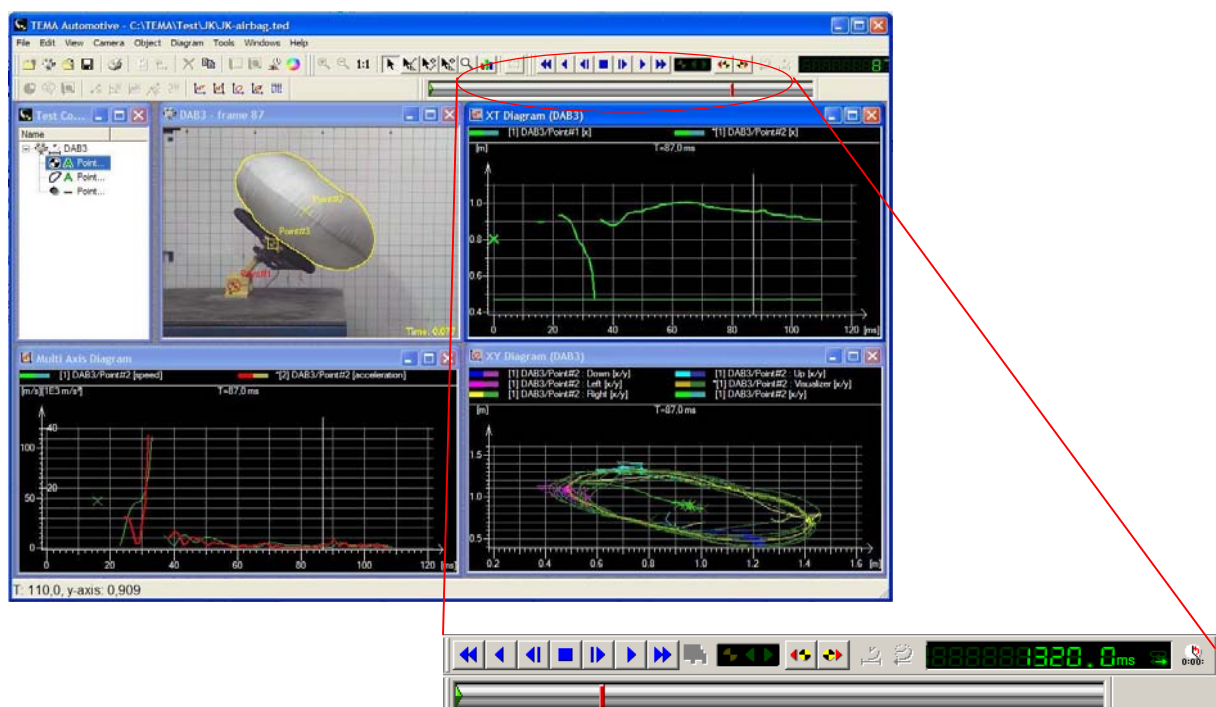 TEMA Automotive - C:\TEMA\Test\JK\JK-airbag.ted
File Edit View Camera Object Diagram Tools Windows Help
1:1
87
Test Co...
Name
DAB3
Point...
Point...
Point...
DAB3 - frame 87
Point#2
Point#3
Point#1
Time: 0.077
XT Diagram (DAB3)
[1] DAB3/Point#1 [x] *[1] DAB3/Point#2 [x]
[m] T=87,0 ms
1.0
0.8
0.6
0.4
0 20 40 60 80 100 120 [ms]
Multi Axis Diagram
[1] DAB3/Point#2 [speed] *[2] DAB3/Point#2 [acceleration]
[m/s][1E3 m/s²] T=87,0 ms
40
100
20
50
0
0 20 40 60 80 100 120 [ms]
XY Diagram (DAB3)
[1] DAB3/Point#2 : Down [x/y] [1] DAB3/Point#2 : Up [x/y]
[1] DAB3/Point#2 : Left [x/y] *[1] DAB3/Point#2 : Visualizer [x/y]
[1] DAB3/Point#2 : Right [x/y] [1] DAB3/Point#2 [x/y]
[m] T=87,0 ms
1.5
1.0
0.5
0.2 0.4 0.6 0.8 1.0 1.2 1.4 1.6 [m]
T: 110,0, y-axis: 0,909
1320.0ms
0:00: